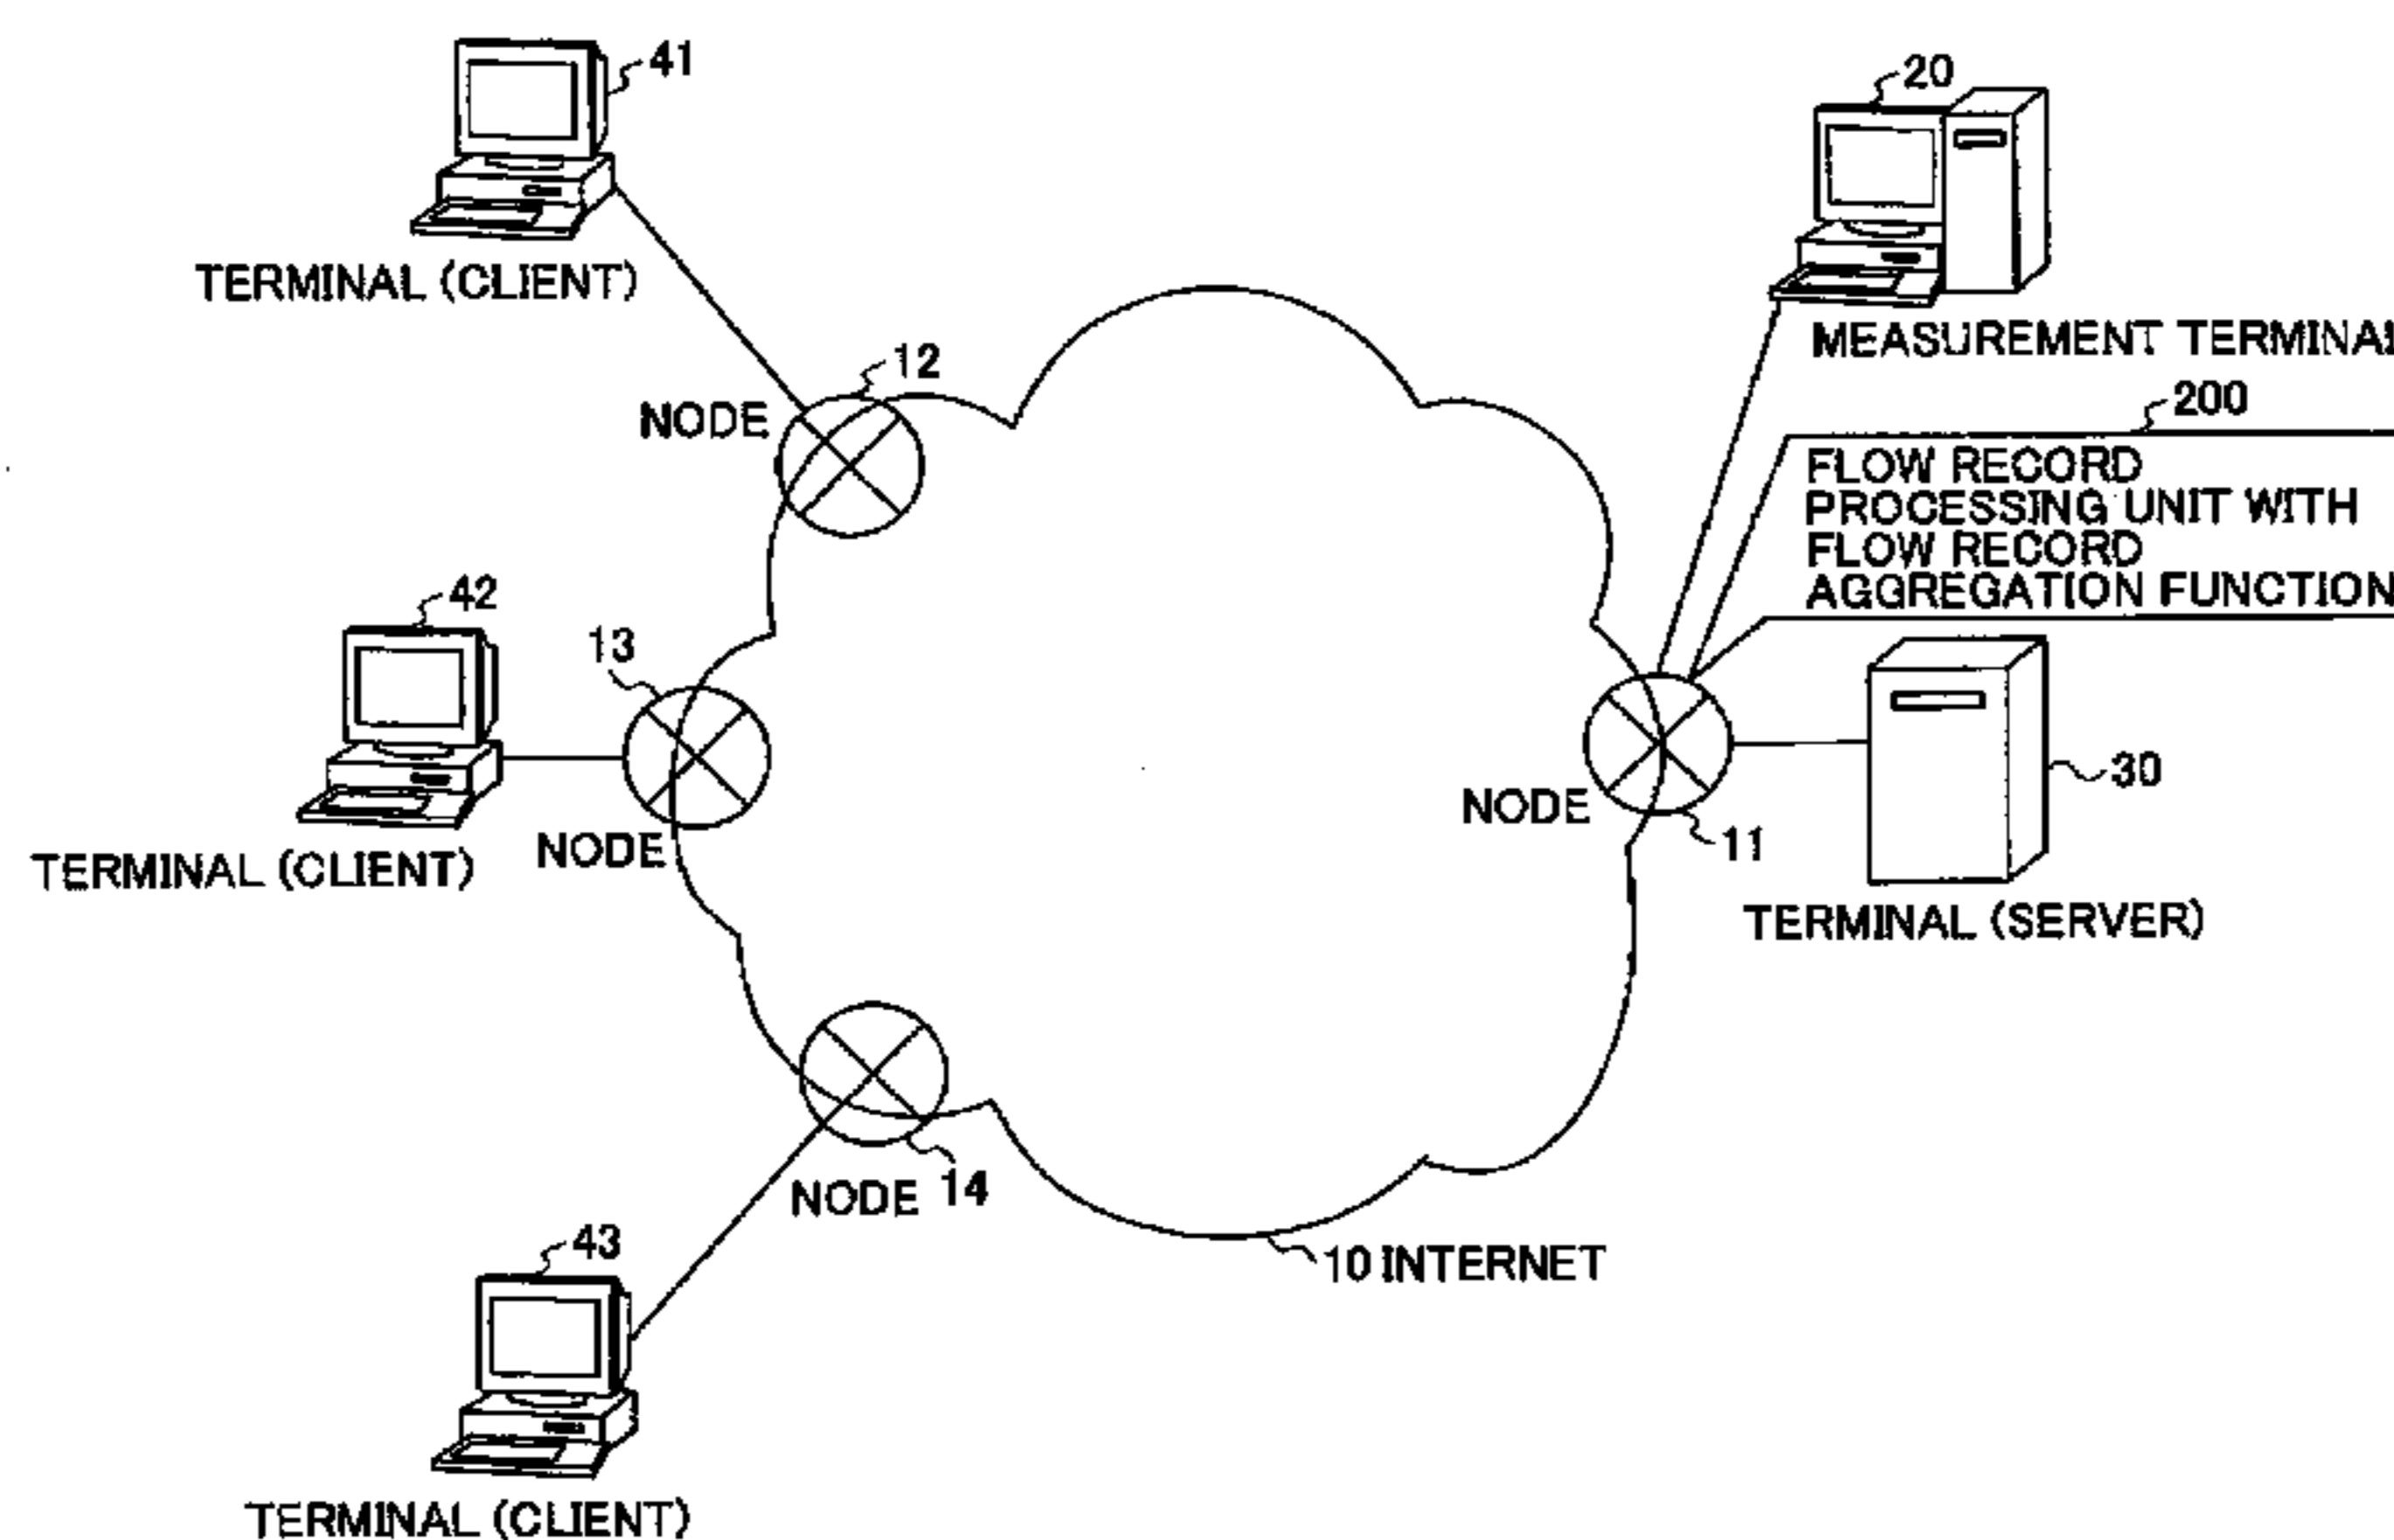 41
TERMINAL (CLIENT)
20
MEASUREMENT TERMINAL
12
NODE
200
FLOW RECORD
PROCESSING UNIT WITH
FLOW RECORD
AGGREGATION FUNCTION
42
13
TERMINAL (CLIENT)
NODE
NODE
11
30
TERMINAL (SERVER)
NODE 14
10 INTERNET
43
TERMINAL (CLIENT)